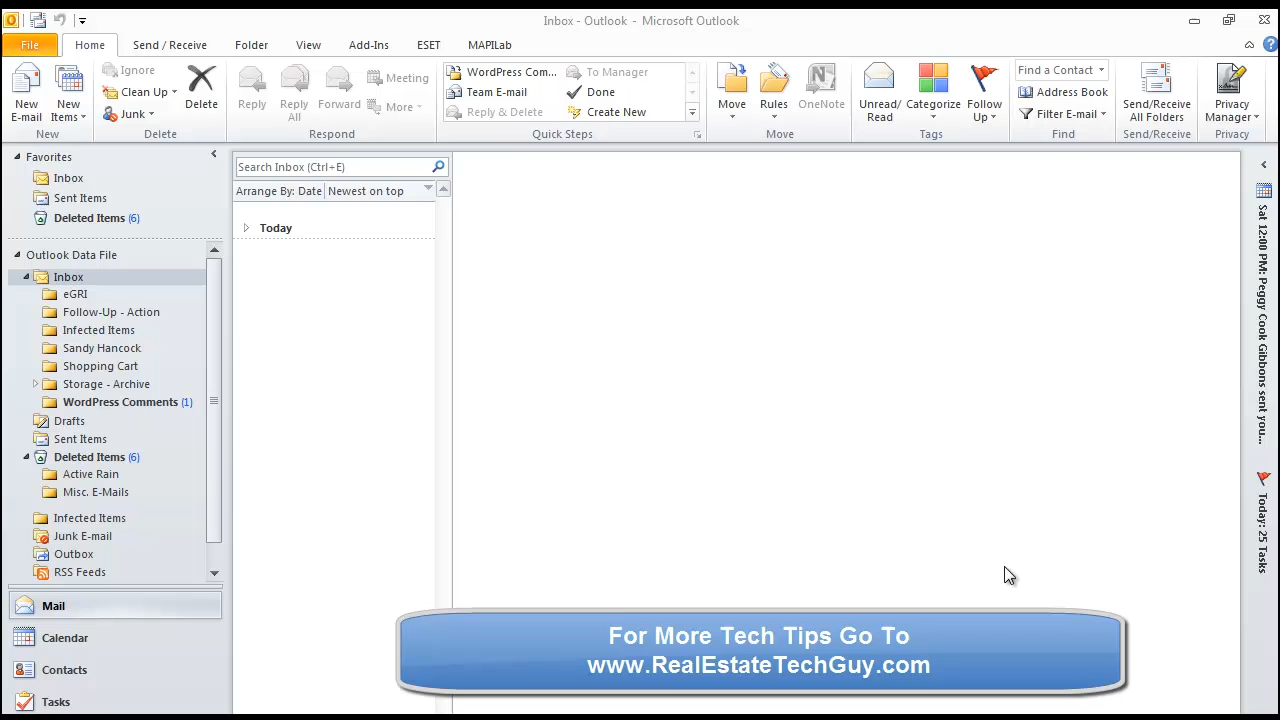 Inbox - Outlook - Microsoft Outlook
File Home Send / Receive Folder View Add-Ins ESET MAPILab
New E-mail
New Items
New
Ignore
Clean Up
Junk
Delete
Delete
Reply
Reply All
Forward
Meeting
More
Respond
WordPress Com...
Team E-mail
Reply & Delete
To Manager
Done
Create New
Quick Steps
Move
Rules
OneNote
Move
Unread/ Read
Categorize
Follow Up
Tags
Find a Contact
Address Book
Filter E-mail
Find
Send/Receive All Folders
Send/Receive
Privacy Manager
Privacy
Favorites
Inbox
Sent Items
Deleted Items (6)
Outlook Data File
Inbox
eGRI
Follow-Up - Action
Infected Items
Sandy Hancock
Shopping Cart
Storage - Archive
WordPress Comments (1)
Drafts
Sent Items
Deleted Items (6)
Active Rain
Misc. E-Mails
Infected Items
Junk E-mail
Outbox
RSS Feeds
Mail
Calendar
Contacts
Tasks
Search Inbox (Ctrl+E)
Arrange By: Date Newest on top
Today
Sat 12:00 PM: Peggy Cook Gibbons sent you...
Today: 25 Tasks
For More Tech Tips Go To
www.RealEstateTechGuy.com